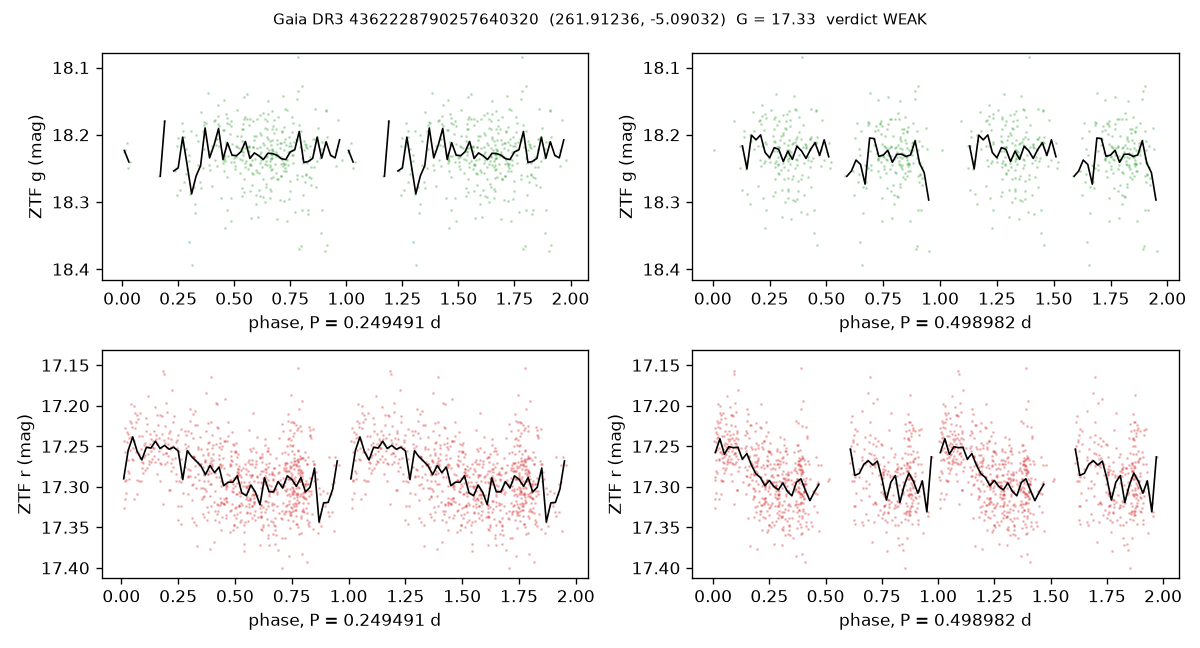 Gaia DR3 4362228790257640320  (261.91236, -5.09032)  G = 17.33  verdict WEAK
ZTF g (mag)
18.1
18.2
18.3
18.4
0.00 0.25 0.50 0.75 1.00 1.25 1.50 1.75 2.00
phase, P = 0.249491 d
ZTF g (mag)
18.1
18.2
18.3
18.4
0.00 0.25 0.50 0.75 1.00 1.25 1.50 1.75 2.00
phase, P = 0.498982 d
ZTF r (mag)
17.15
17.20
17.25
17.30
17.35
17.40
0.00 0.25 0.50 0.75 1.00 1.25 1.50 1.75 2.00
phase, P = 0.249491 d
ZTF r (mag)
17.15
17.20
17.25
17.30
17.35
17.40
0.00 0.25 0.50 0.75 1.00 1.25 1.50 1.75 2.00
phase, P = 0.498982 d